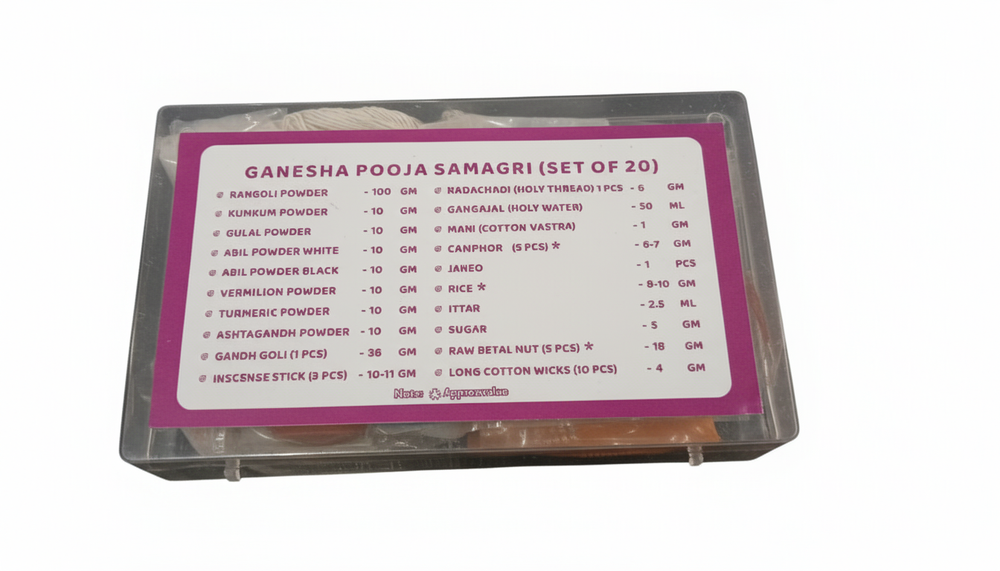 GANESHA POOJA SAMAGRI (SET OF 20)
RANGOLI POWDER - 100 GM
KUMKUM POWDER - 10 GM
GULAL POWDER - 10 GM
ABIL POWDER WHITE - 10 GM
ABIL POWDER BLACK - 10 GM
VERMILION POWDER - 10 GM
TURMERIC POWDER - 10 GM
ASHTAGANDH POWDER - 10 GM
GANDH GOLI (1 PCS) - 36 GM
INSCENSE STICK (3 PCS) - 10-11 GM
NADACHADI (HOLY THREAD) 1 PCS - 6 GM
GANGAJAL (HOLY WATER) - 50 ML
MANI (COTTON VASTRA) - 1 GM
CANPHOR (5 PCS) * - 6-7 GM
JANEO - 1 PCS
RICE * - 8-10 GM
ITTAR - 2.5 ML
SUGAR - 5 GM
RAW BETAL NUT (5 PCS) * - 18 GM
LONG COTTON WICKS (10 PCS) - 4 GM
Note: *